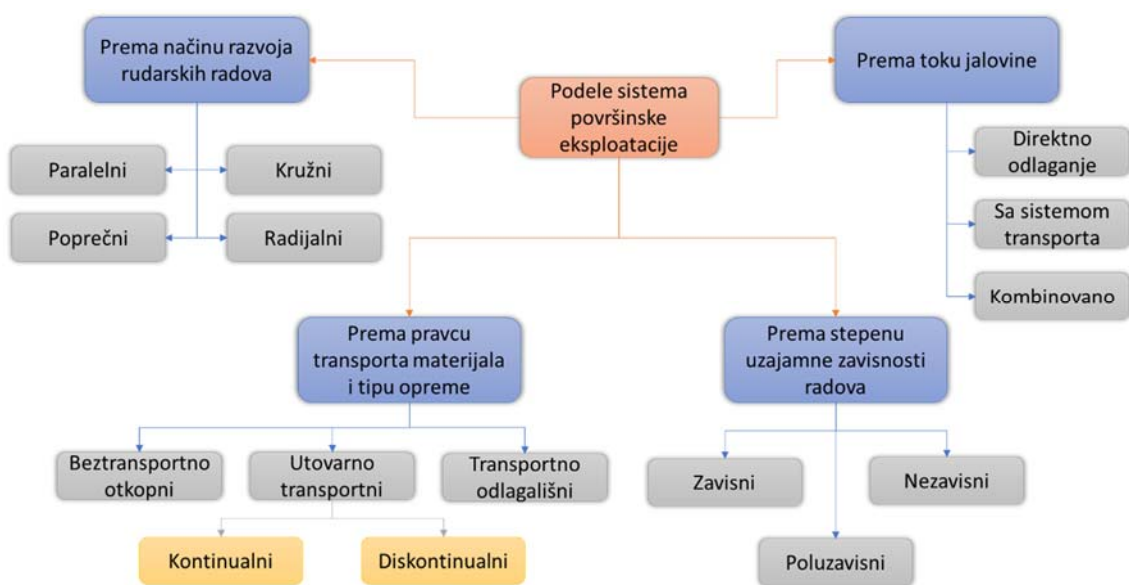 Prema načinu razvoja
rudarskih radova
Podele sistema
površinske
eksploatacije
Prema toku jalovine
Paralelni
Kružni
Poprečni
Radijalni
Direktno
odlaganje
Sa sistemom
transporta
Kombinovano
Prema pravcu
transporta materijala
i tipu opreme
Prema stepenu
uzajamne zavisnosti
radova
Beztransportno
otkopni
Utovarno
transportni
Transportno
odlagališni
Kontinualni
Diskontinualni
Zavisni
Nezavisni
Poluzavisni